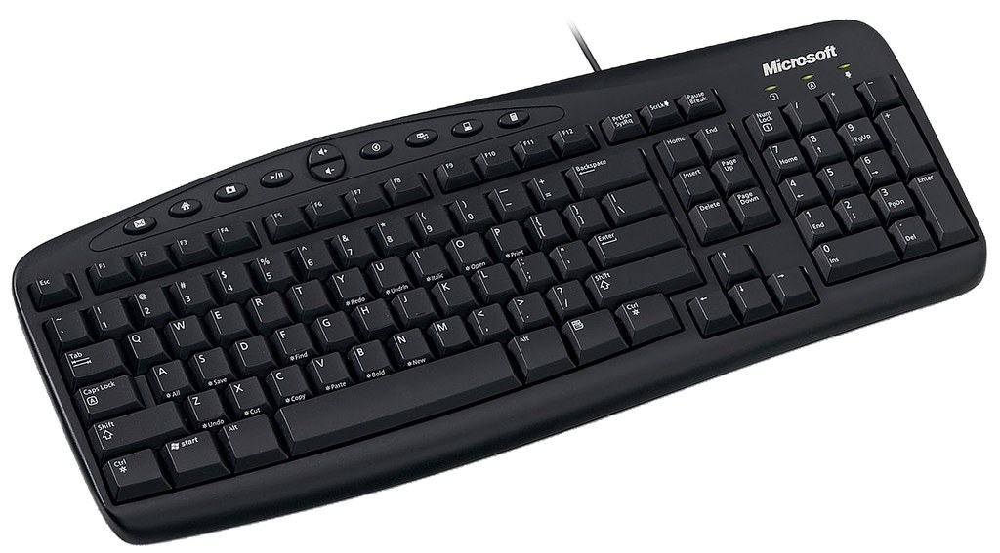 Microsoft
1
A
Esc
F1
F2
F3
F4
F5
F6
F7
F8
F9
F10
F11
F12
PrtScn
SysRq
ScrLk
Pause
Break
~
`
!
1
@
2
#
3
$
4
%
5
^
6
&
7
*
8
(
9
)
0
_
-
+
=
Backspace
Insert
Home
Page
Up
Num
Lock
1
/
*
-
Tab
Q
W
E
R
T
Y
Redo
U
Undrln
I
Italic
O
Open
P
Print
{
[
}
]
|
\
Delete
End
Page
Down
7
Home
8
9
PgUp
+
Caps Lock
A
A
All
S
Save
D
F
Find
G
H
J
K
L
:
;
"
'
Enter
4
5
6
Shift
Z
Undo
X
Cut
C
Copy
V
Paste
B
Bold
N
New
M
<
,
>
.
?
/
Shift
1
End
2
3
PgDn
Enter
Ctrl
start
Alt
Alt
Ctrl
0
Ins
.
Del